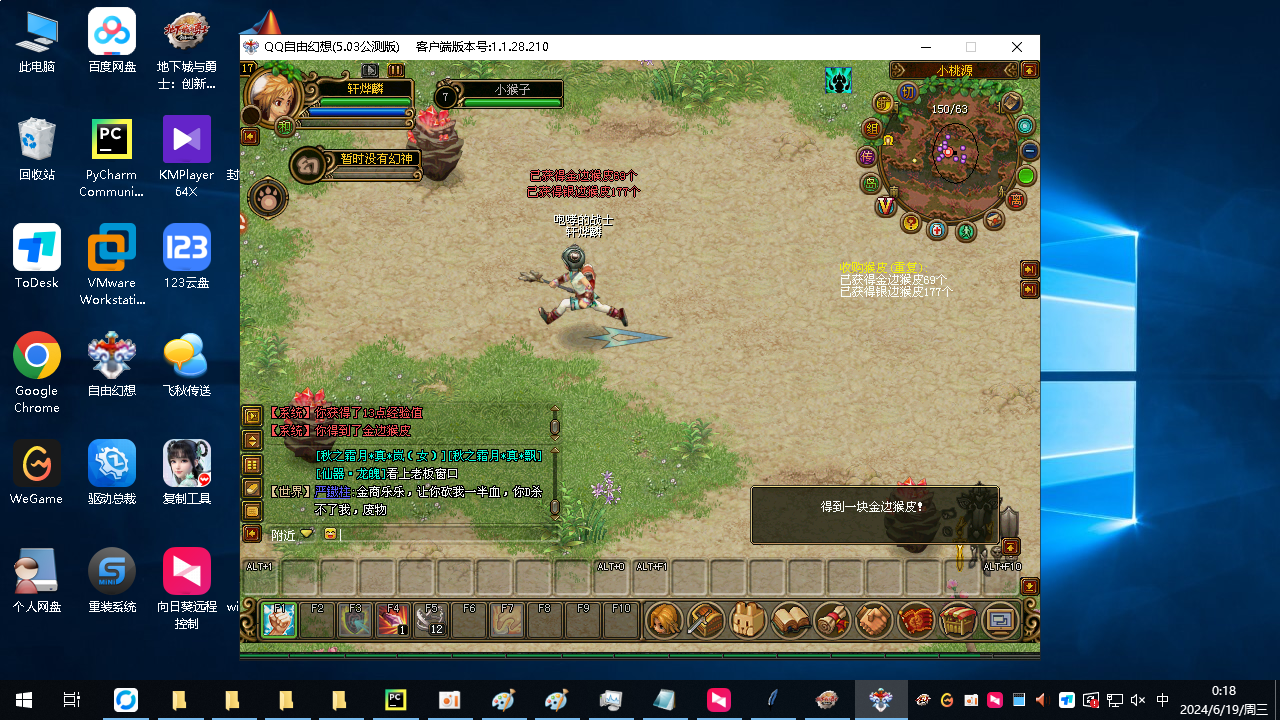 此电脑
百度网盘
地下城与勇士：创新...
回收站
PyCharm Communi...
KMPlayer 64X
ToDesk
VMware Workstati...
123云盘
Google Chrome
自由幻想
飞秋传送
WeGame
驱动总裁
复制工具
个人网盘
重装系统
向日葵远程控制
QQ自由幻想(5.03公测版) 客户端版本号:1.1.28.210
17
轩烨麟
和
7
小猴子
小桃源
150/63
暂时没有幻神
已获得金边猴皮69个
已获得银边猴皮177个
咆哮的战士
轩烨麟
收购猴皮(重复)
已获得金边猴皮69个
已获得银边猴皮177个
【系统】你获得了13点经验值
【系统】你得到了金边猴皮
[秋之霜月*真*岚(女)][秋之霜月*真*飘]
[仙器·龙魄]看上老板窗口
金商乐乐，让你砍我一半血，你D杀
不了我，废物
附近
得到一块金边猴皮!
ALT+1 ALT+0 ALT+F1 ALT+F10
F1 F2 F3 F4 F5 F6 F7 F8 F9 F10
1 12
中
0:18
2024/6/19/周三